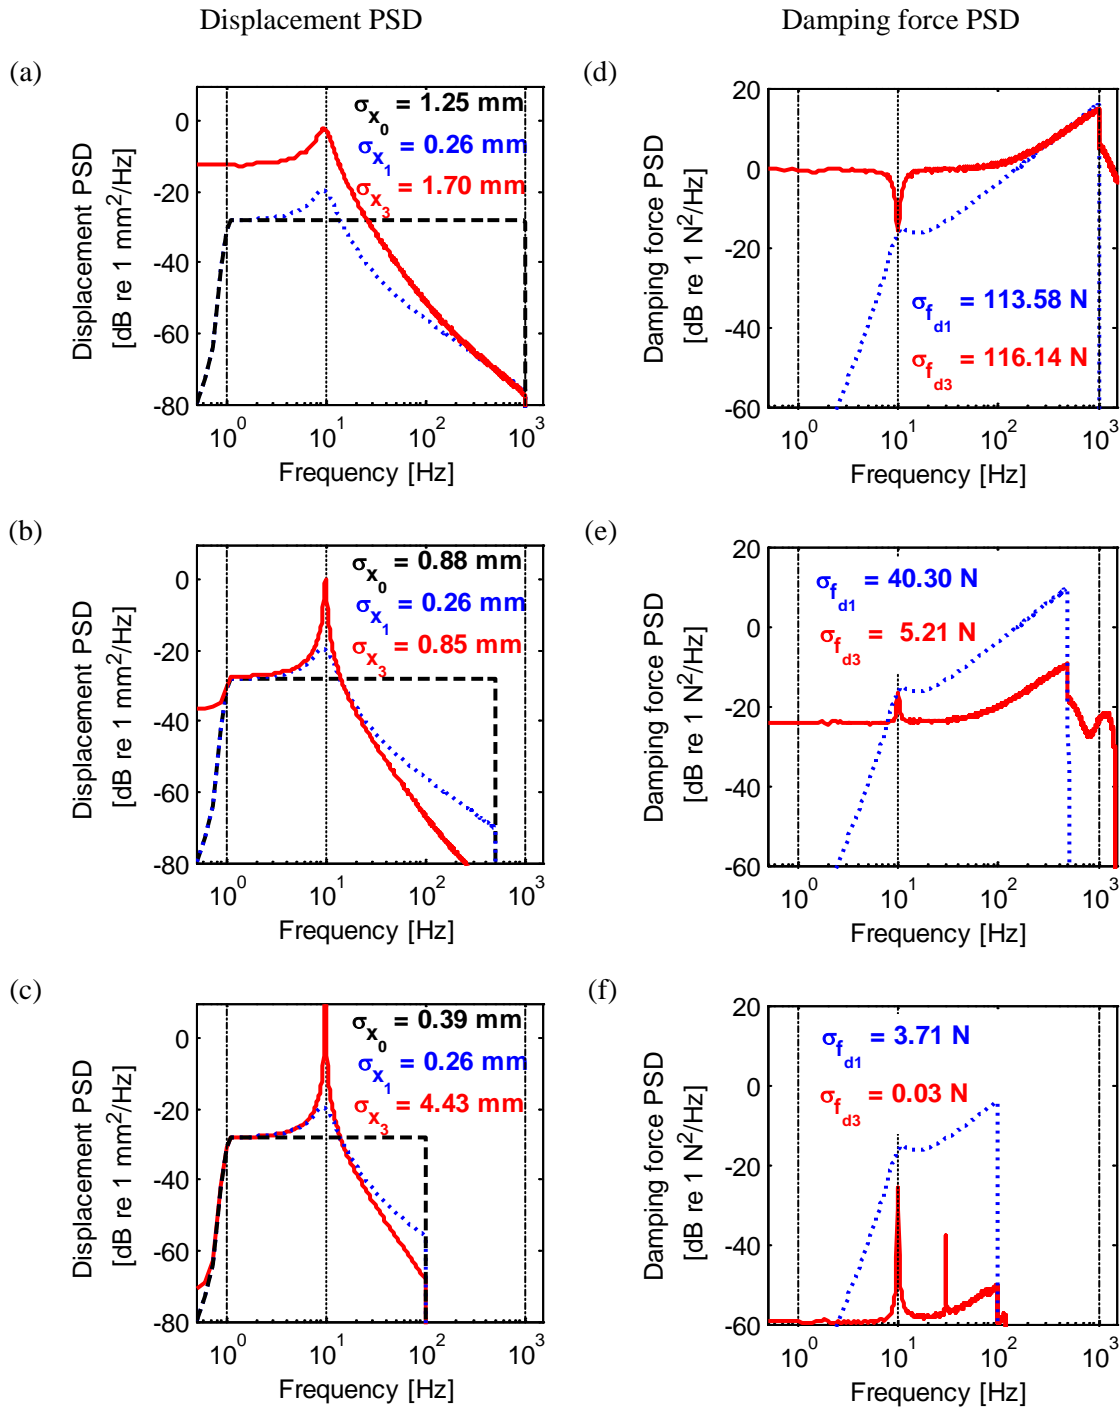 Displacement PSD
Damping force PSD
(a)
σx0 = 1.25 mm
σx1 = 0.26 mm
σx3 = 1.70 mm
0
-20
-40
-60
-80
10^0
10^1
10^2
10^3
Frequency [Hz]
Displacement PSD
[dB re 1 mm^2/Hz]
(d)
20
0
-20
-40
-60
σfd1 = 113.58 N
σfd3 = 116.14 N
10^0
10^1
10^2
10^3
Frequency [Hz]
Damping force PSD
[dB re 1 N^2/Hz]
(b)
σx0 = 0.88 mm
σx1 = 0.26 mm
σx3 = 0.85 mm
0
-20
-40
-60
-80
10^0
10^1
10^2
10^3
Frequency [Hz]
Displacement PSD
[dB re 1 mm^2/Hz]
(e)
20
0
-20
-40
-60
σfd1 = 40.30 N
σfd3 = 5.21 N
10^0
10^1
10^2
10^3
Frequency [Hz]
Damping force PSD
[dB re 1 N^2/Hz]
(c)
σx0 = 0.39 mm
σx1 = 0.26 mm
σx3 = 4.43 mm
0
-20
-40
-60
-80
10^0
10^1
10^2
10^3
Frequency [Hz]
Displacement PSD
[dB re 1 mm^2/Hz]
(f)
20
0
-20
-40
-60
σfd1 = 3.71 N
σfd3 = 0.03 N
10^0
10^1
10^2
10^3
Frequency [Hz]
Damping force PSD
[dB re 1 N^2/Hz]